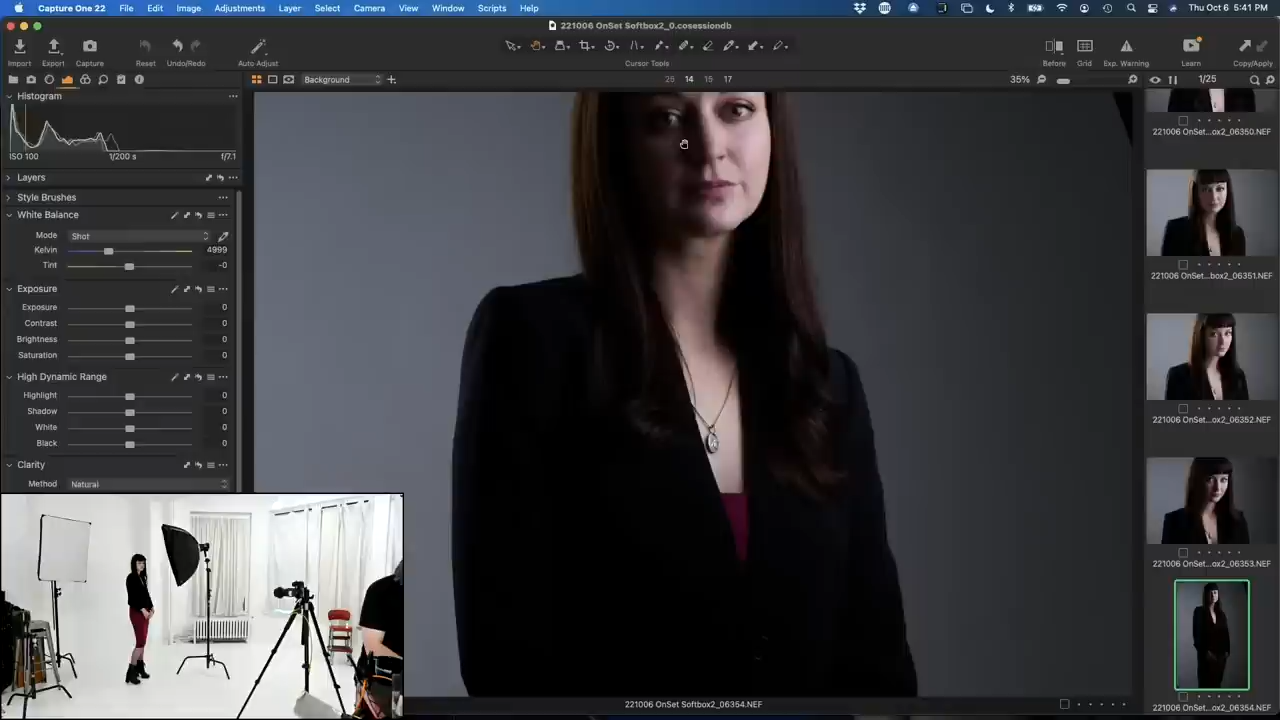 Capture One 22 File Edit Image Adjustments Layer Select Camera View Window Scripts Help Thu Oct 6 5:41 PM
221006 OnSet Softbox2_0.cosessiondb
Import Export Capture Reset Undo/Redo Auto Adjust Cursor Tools Before Grid Exp. Warning Learn Copy/Apply
Background 25 14 15 17 35% 1/25
Histogram
ISO 100 1/200 s f/7.1
Layers
Style Brushes
White Balance
Mode Shot
Kelvin 4999
Tint -0
Exposure
Exposure 0
Contrast 0
Brightness 0
Saturation 0
High Dynamic Range
Highlight 0
Shadow 0
White 0
Black 0
Clarity
Method Natural
221006 OnSet Softbox2_06354.NEF
221006 OnSet...ox2_06350.NEF
221006 OnSet...box2_06351.NEF
221006 OnSet...ox2_06352.NEF
221006 OnSet...ox2_06353.NEF
221006 OnSet...ox2_06354.NEF